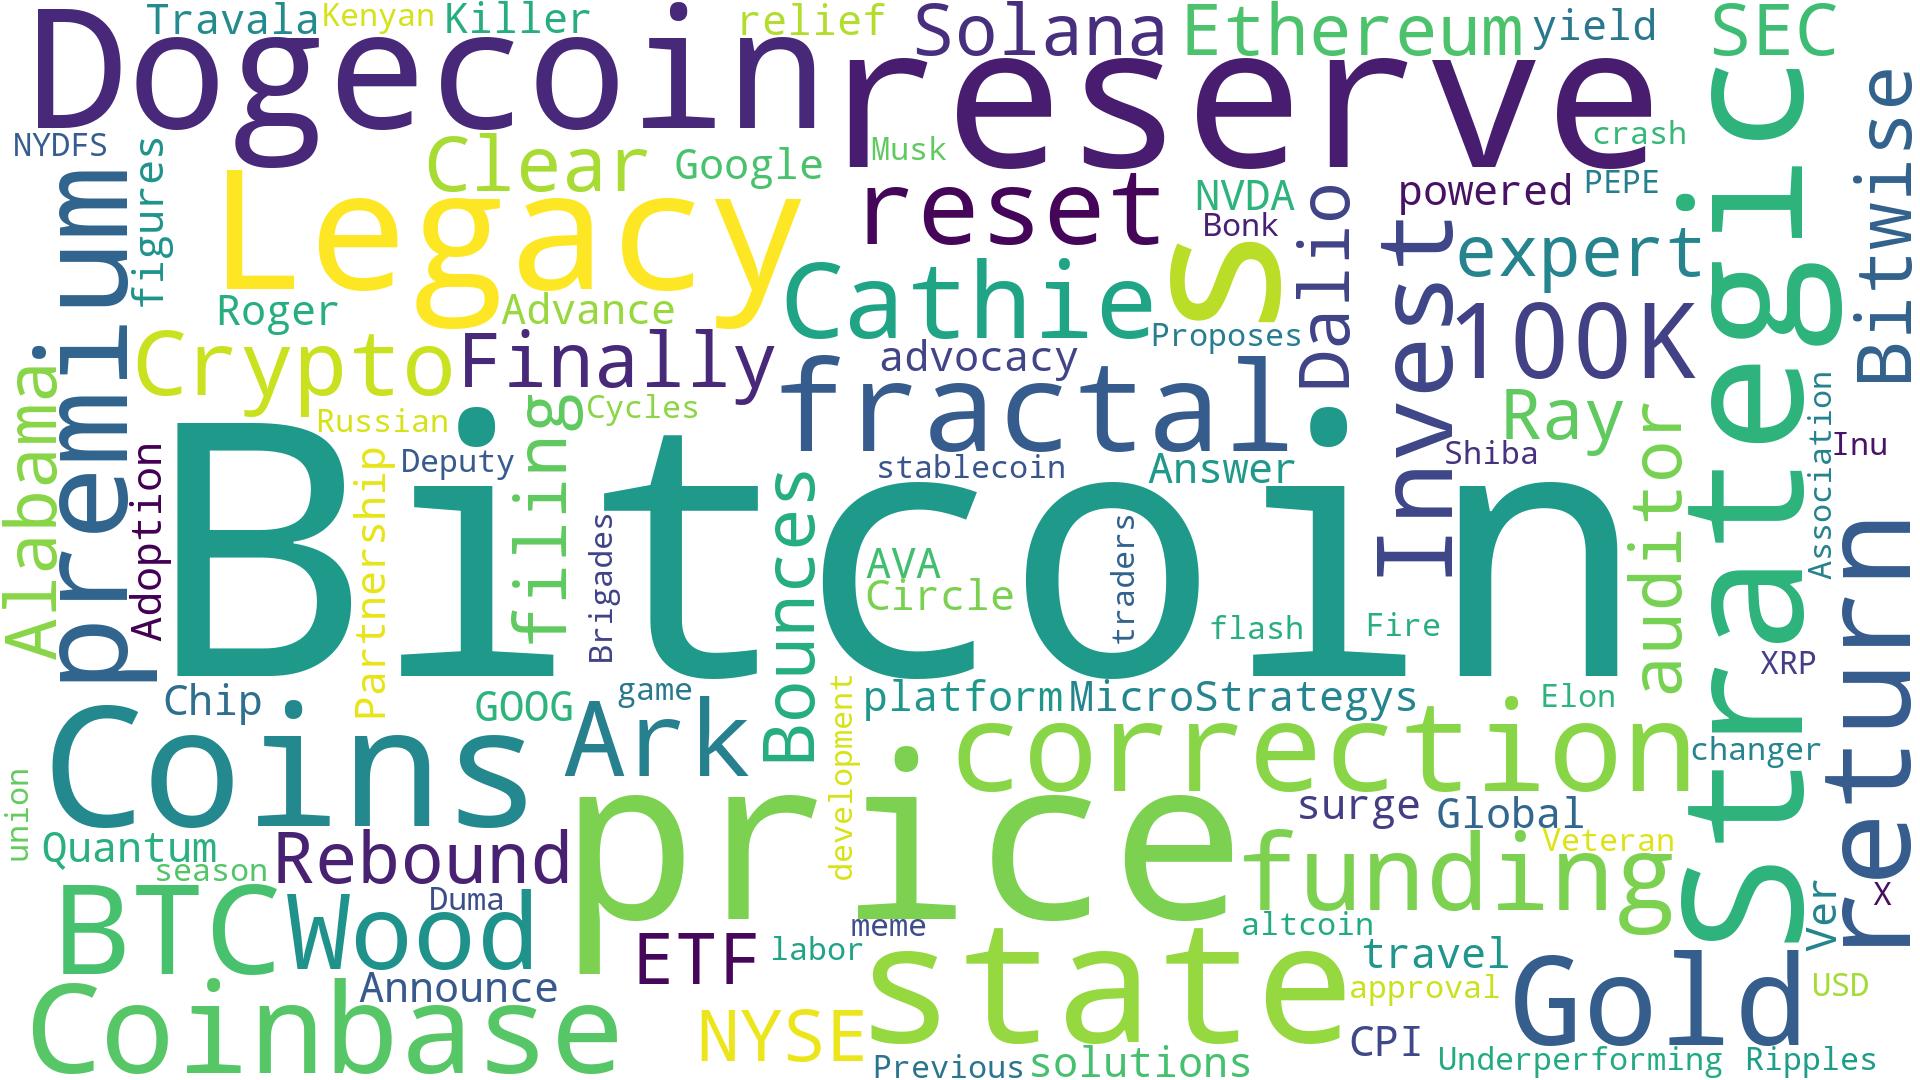 Travala
Kenyan
Killer
relief
Solana
Ethereum
yield
SEC
Dogecoin
reserve
Bitwise
NYDFS
figures
Clear
Google
Musk
crash
premium
Legacy
reset
NVDA
Bonk
Dalio
powered
PEPE
strategic
Invest
expert
S
Cathie
Roger
Advance
Proposes
100K
Crypto
Finally
advocacy
fractal
Alabama
Adoption
Russian
filling
Cycles
Ray
auditor
Association
Inu
Shiba
Partnership
Deputy
stablecoin
Answer
Bitcoin
Brigades
Bounces
AVA
Circle
traders
flash
Fire
return
XRP
Chip
GOOG
game
Ark
development
platform
MicroStrategys
Elon
Coins
correction
changer
price
surge
Global
union
Quantum
season
Rebound
funding
Veteran
BTC
Duma
Wood
meme
altcoin
Ver
X
ETF
labor
state
travel
Gold
Announce
approval
USD
Coinbase
NYSE
CPI
Previous
solutions
Underperforming
Ripples